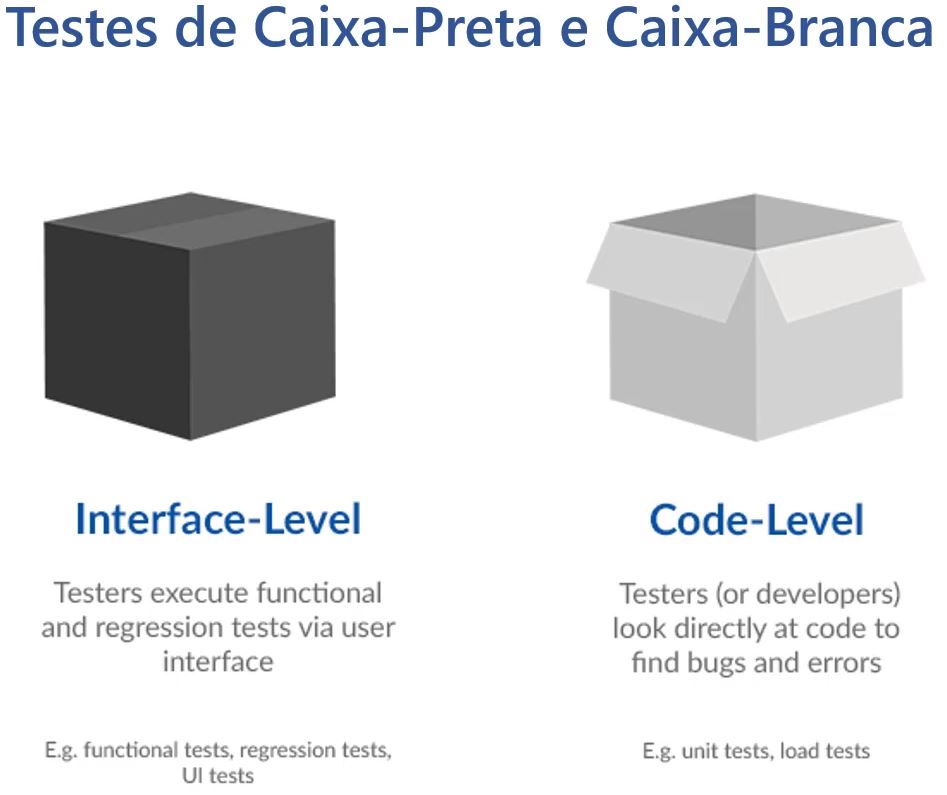 Testes de Caixa-Preta e Caixa-Branca
Interface-Level
Testers execute functional
and regression tests via user
interface
E.g. functional tests, regression tests,
UI tests
Code-Level
Testers (or developers)
look directly at code to
find bugs and errors
E.g. unit tests, load tests